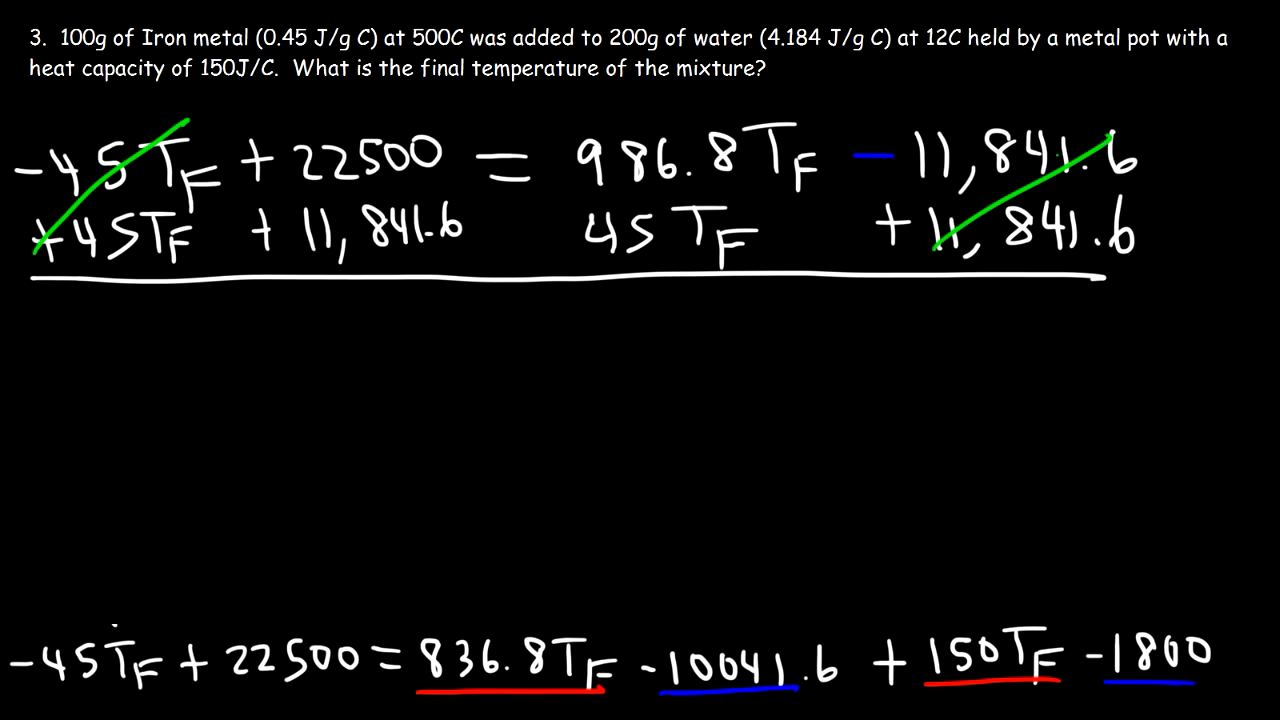 3. 100g of Iron metal (0.45 J/g C) at 500C was added to 200g of water (4.184 J/g C) at 12C held by a metal pot with a
heat capacity of 150J/C. What is the final temperature of the mixture?
-45TF + 22500 = 986.8TF - 11,841.6
+45TF + 11,841.6 45TF + 11,841.6
-45TF + 22500 = 836.8TF - 10041.6 + 150TF - 1800